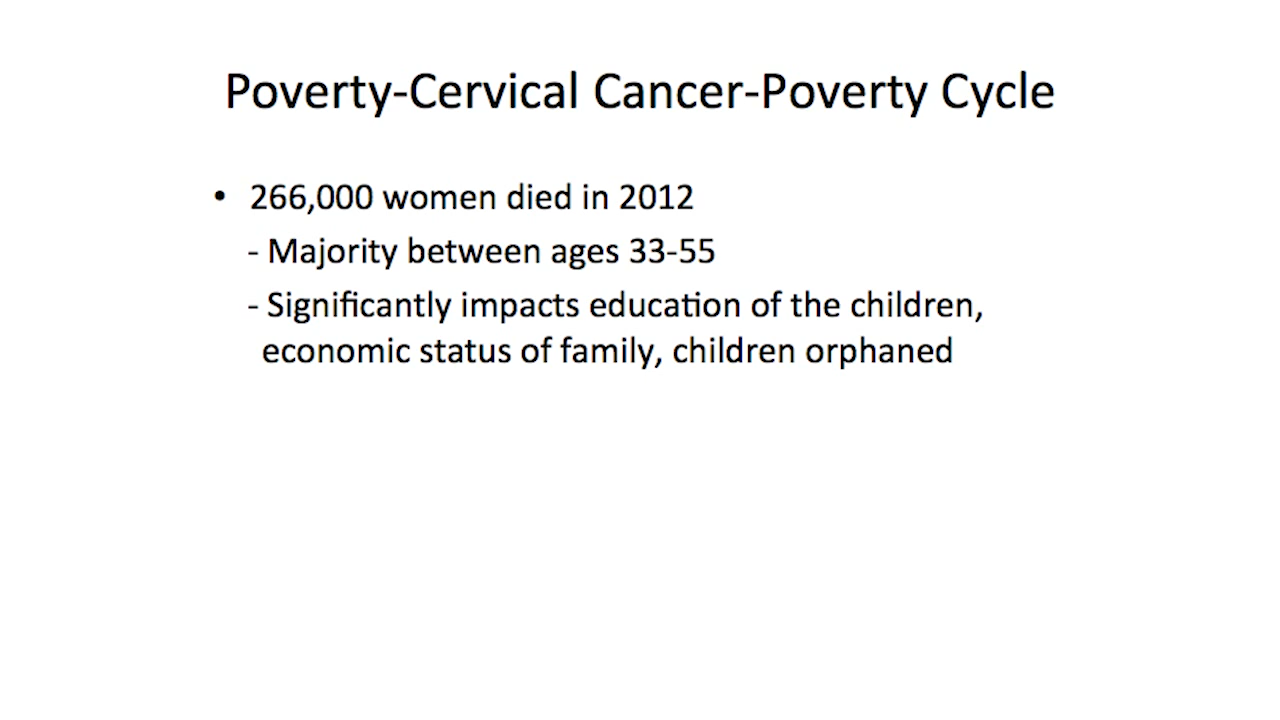 Poverty-Cervical Cancer-Poverty Cycle
• 266,000 women died in 2012
- Majority between ages 33-55
- Significantly impacts education of the children,
economic status of family, children orphaned